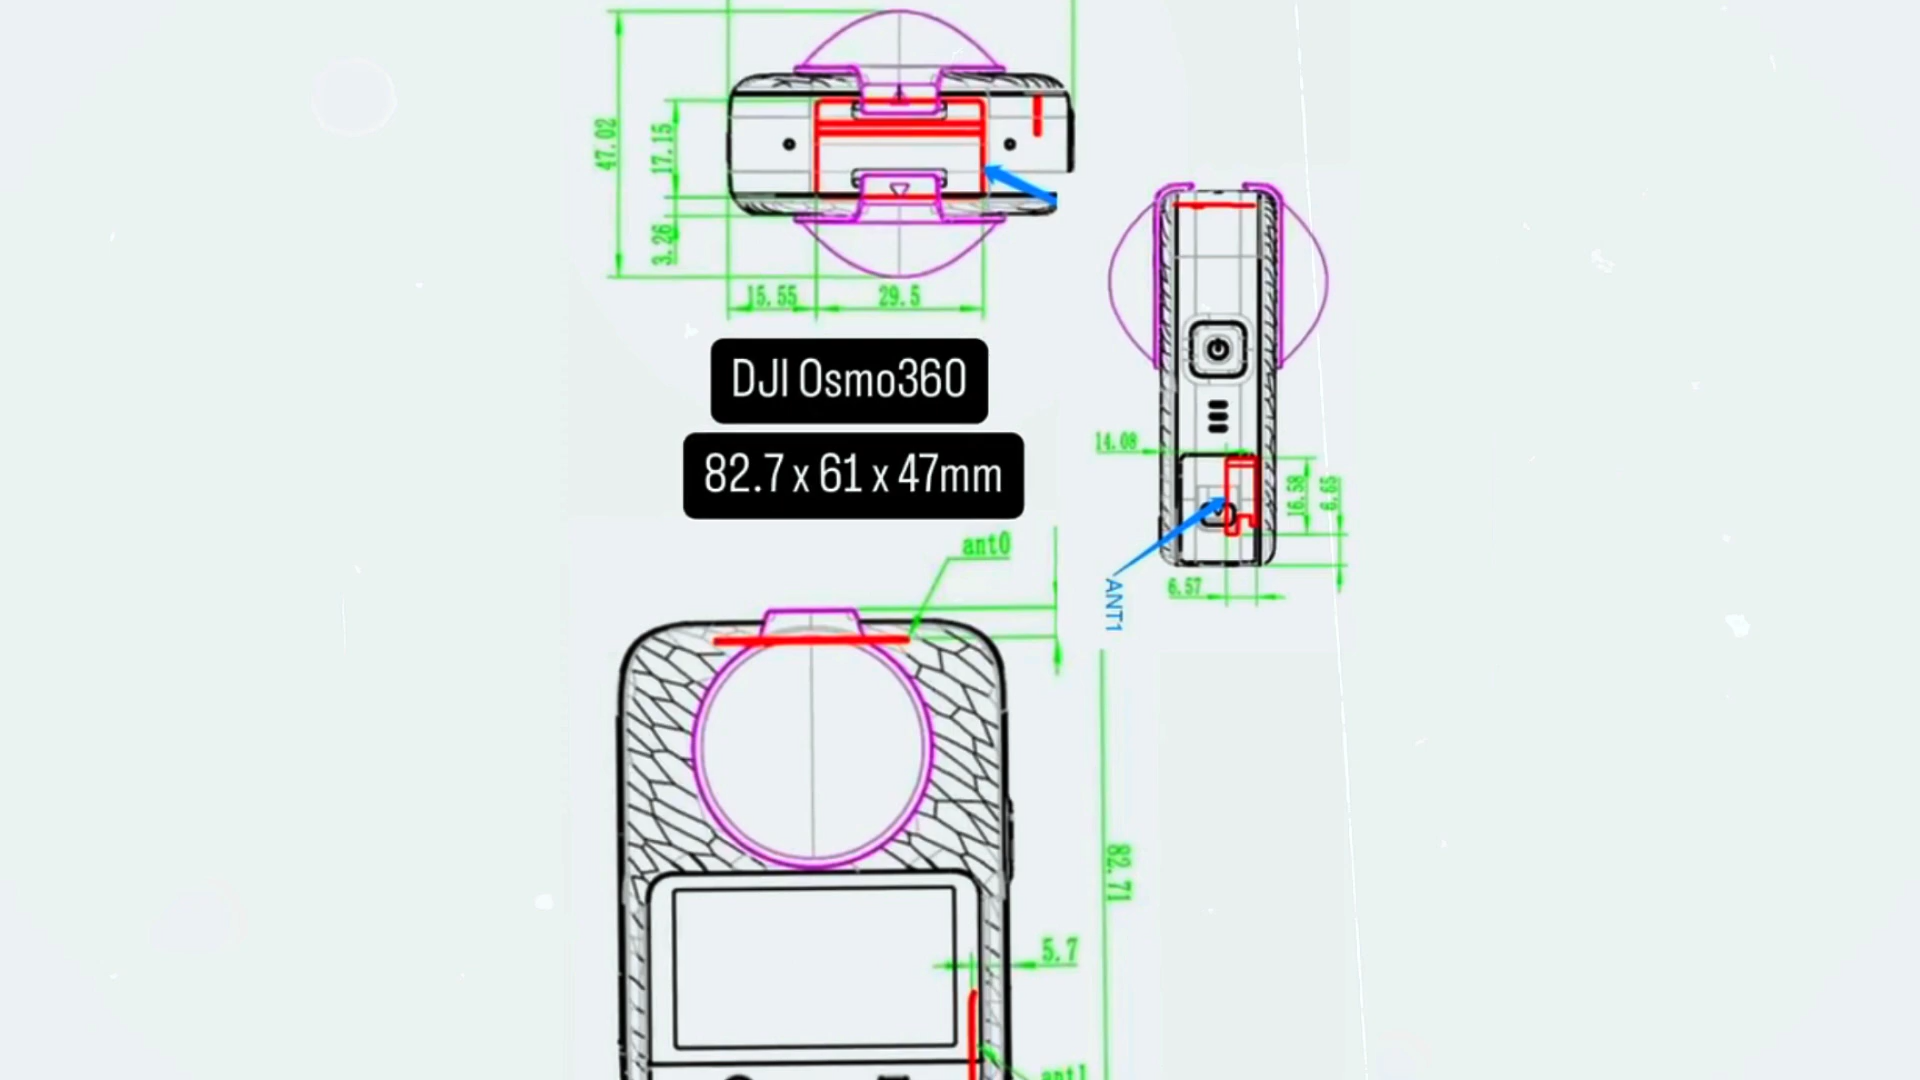 47.02
17.15
3.26
15.55
29.5
DJI Osmo360
82.7 x 61 x 47mm
14.08
16.58
6.65
6.57
ANT1
ant0
82.71
5.7
ant1